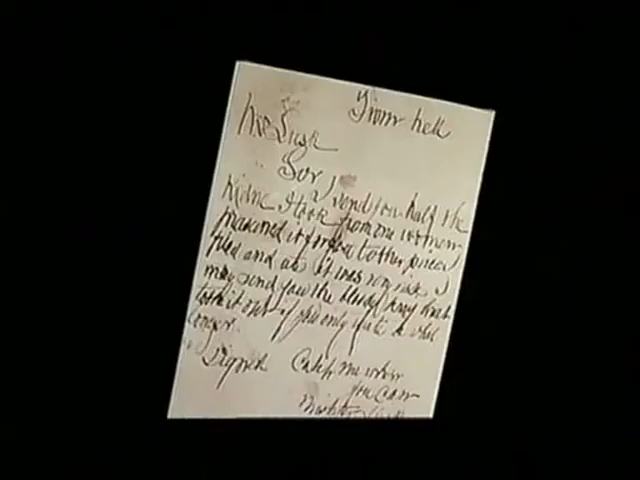 From hell
Mr Lusk
Sor
I send you half the
Kidne I took from one women
prasarved it for you tother piece I
fried and ate it was very nise I
may send you the bloody knif that
took it out if you only wate a whil
longer.
signed Catch me when
you Can
Mishter Lusk